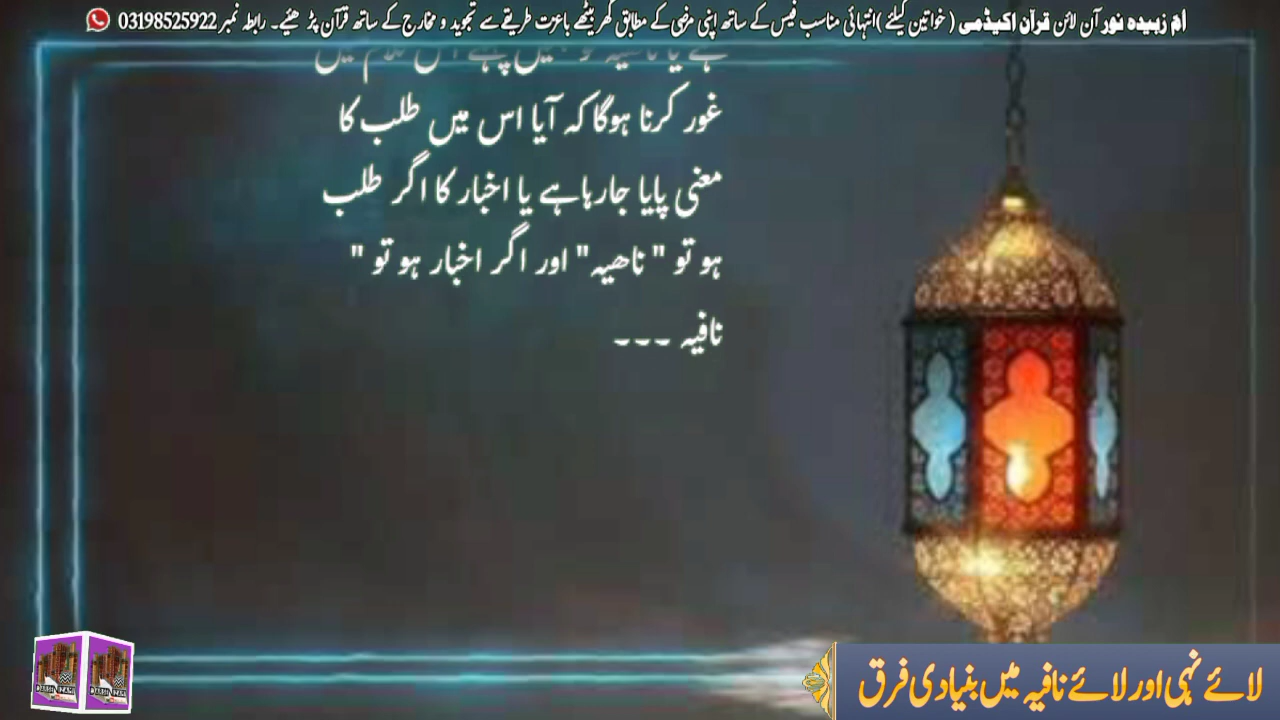 ام زبیدہ نور آن لائن قرآن اکیڈمی ( خواتین کیلئے ) انتہائی مناسب فیس کے ساتھ اپنی مرضی کے مطابق گھر بیٹھے باعزت طریقے سے تجوید و مخارج کے ساتھ قرآن پڑھئیے۔ رابطہ نمبر 03198525922
غور کرنا ہوگا کہ آیا اس میں طلب کا
معنی پایا جارہا ہے یا اخبار کا اگر طلب
ہو تو " ناھیہ" اور اگر اخبار ہو تو "
نافیہ ۔۔۔
لائے نہی اور لائے نافیہ میں بنیادی فرق